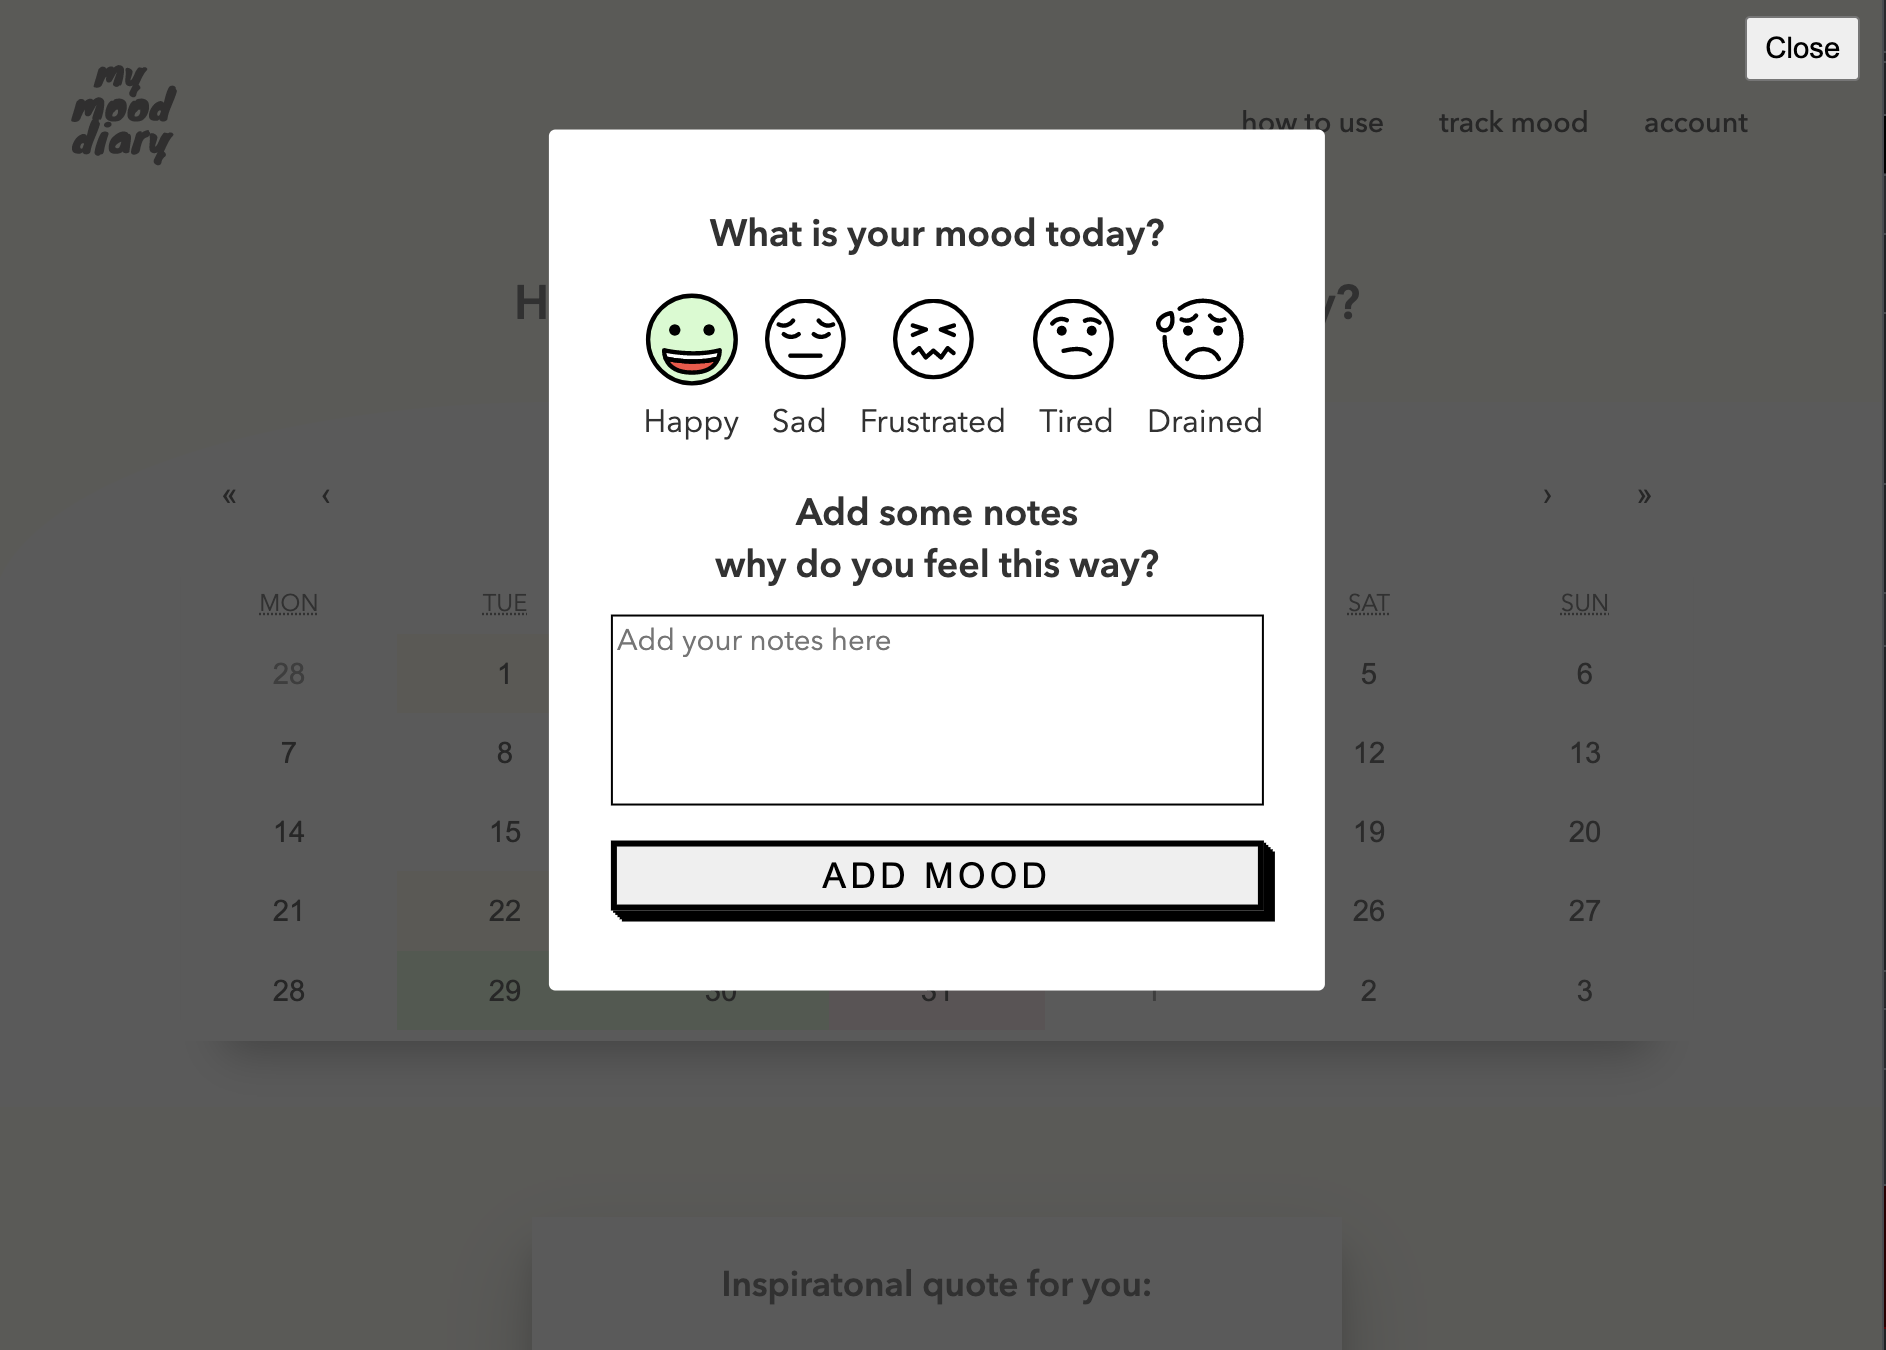 Close
my
mood
diary
how to use track mood account
What is your mood today?
Happy Sad Frustrated Tired Drained
« ‹ › »
Add some notes
why do you feel this way?
MON TUE SAT SUN
Add your notes here
28 1 5 6
7 8 12 13
14 15 19 20
ADD MOOD
21 22 26 27
28 29 30 31 1 2 3
Inspiratonal quote for you: